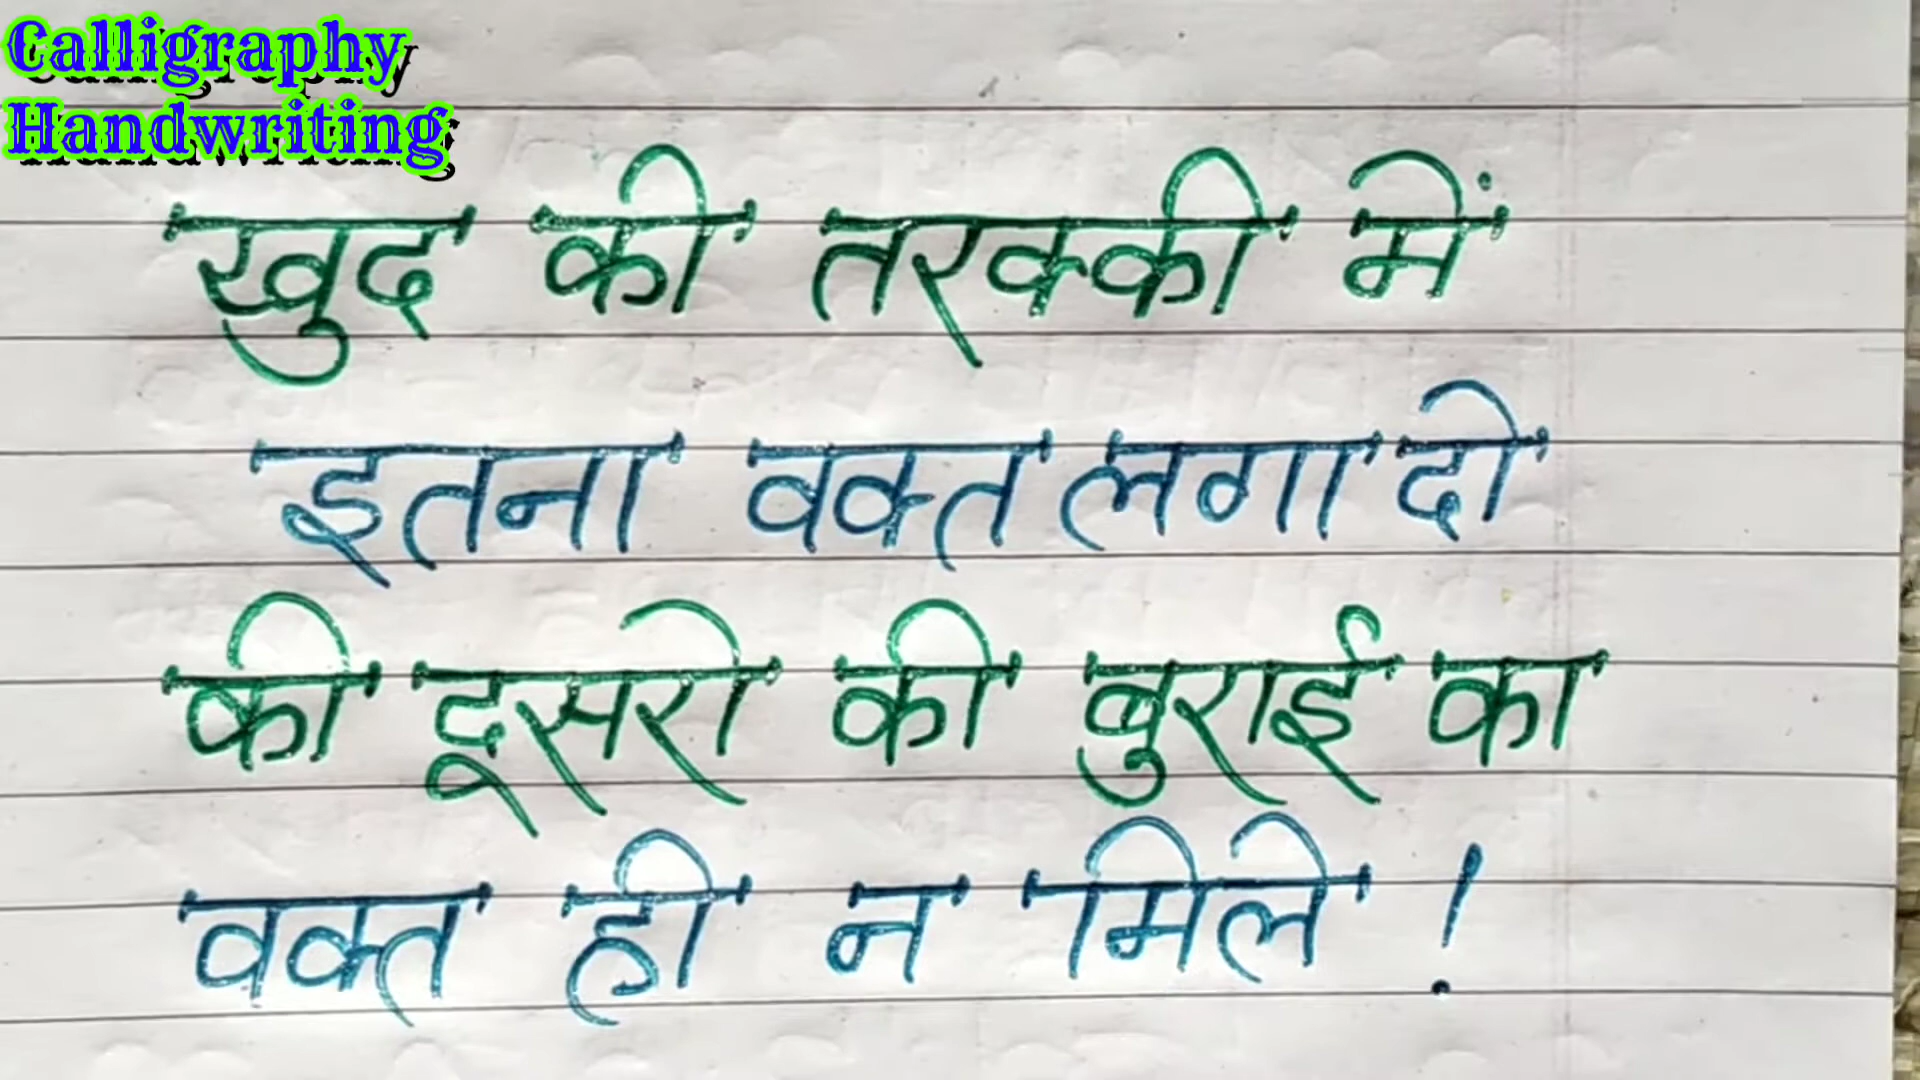 Calligraphy
Handwriting
खुद की तरक्की में
इतना वक्त लगा दो
की दूसरो की बुराई का
वक्त ही न मिले !